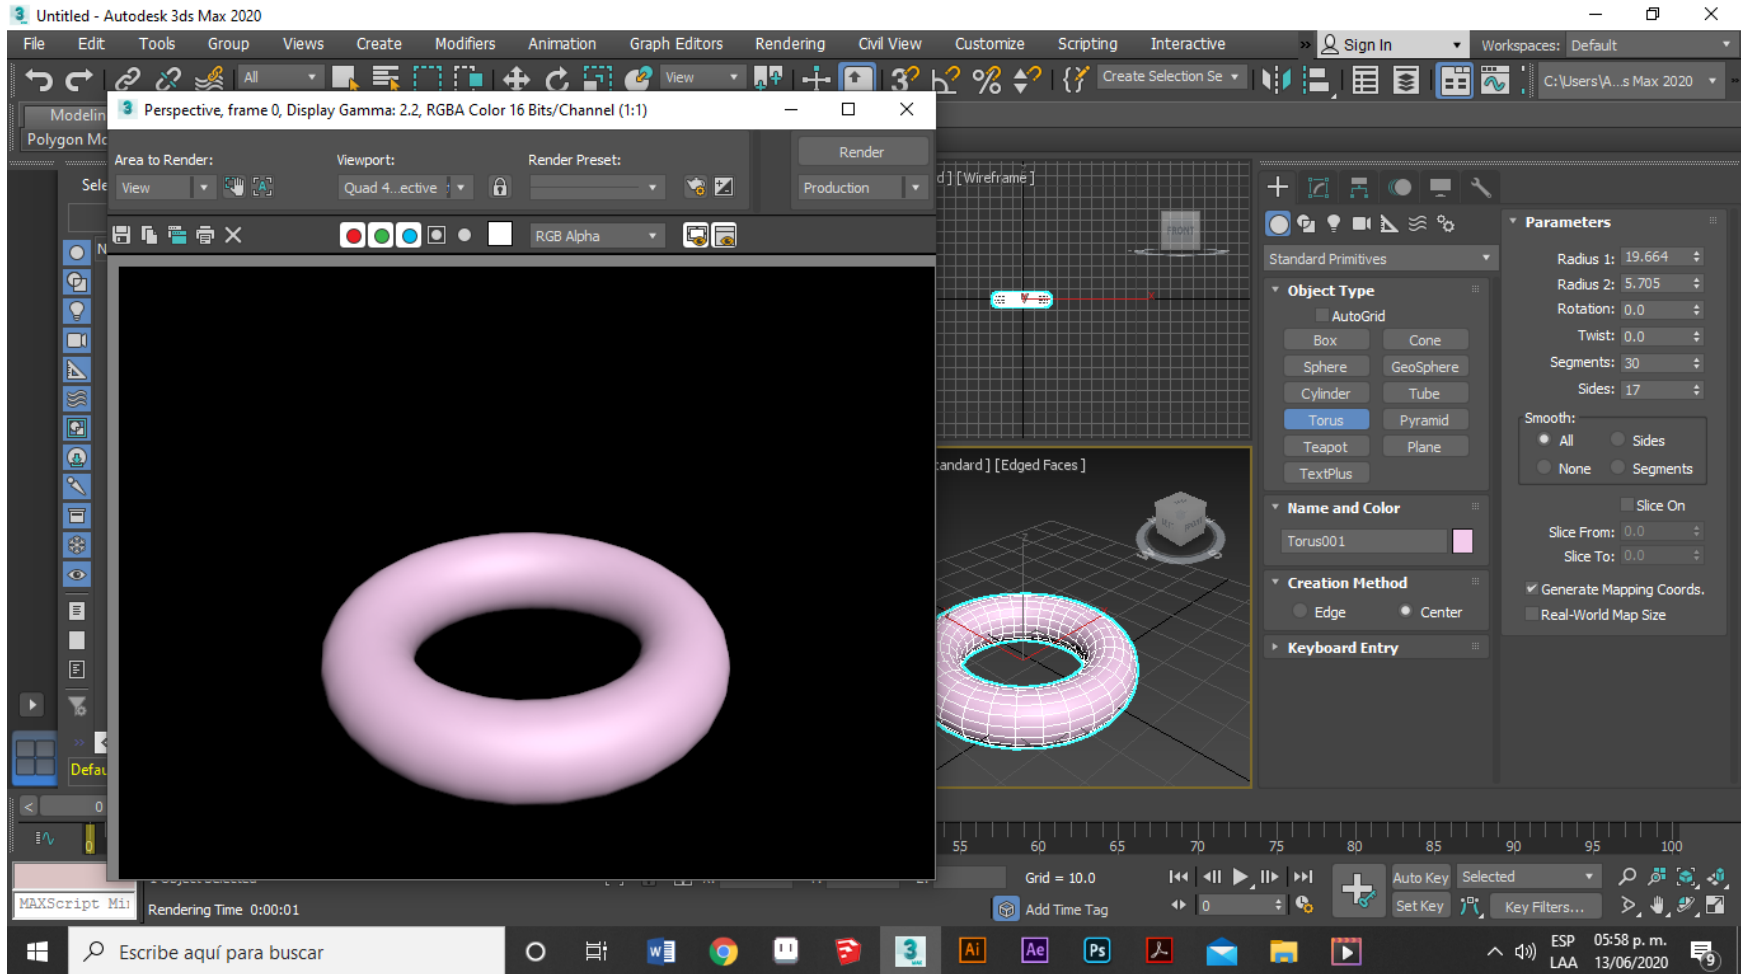 Untitled - Autodesk 3ds Max 2020
File Edit Tools Group Views Create Modifiers Animation Graph Editors Rendering Civil View Customize Scripting Interactive
Sign In
Workspaces: Default
All
View
Create Selection Se
C:\Users\A...s Max 2020
Perspective, frame 0, Display Gamma: 2.2, RGBA Color 16 Bits/Channel (1:1)
Area to Render:
Viewport:
Render Preset:
Render
View
Quad 4...ective
Production
RGB Alpha
[Wireframe]
FRONT
[Edged Faces]
Standard Primitives
Object Type
AutoGrid
Box Cone
Sphere GeoSphere
Cylinder Tube
Torus Pyramid
Teapot Plane
TextPlus
Name and Color
Torus001
Creation Method
Edge Center
Keyboard Entry
Parameters
Radius 1: 19.664
Radius 2: 5.705
Rotation: 0.0
Twist: 0.0
Segments: 30
Sides: 17
Smooth:
All Sides
None Segments
Slice On
Slice From: 0.0
Slice To: 0.0
Generate Mapping Coords.
Real-World Map Size
0
0
55 60 65 70 75 80 85 90 95 100
Grid = 10.0
Add Time Tag
0
Auto Key Selected
Set Key Key Filters...
Rendering Time 0:00:01
Escribe aquí para buscar
Ai Ae Ps
ESP
LAA
05:58 p. m.
13/06/2020
9